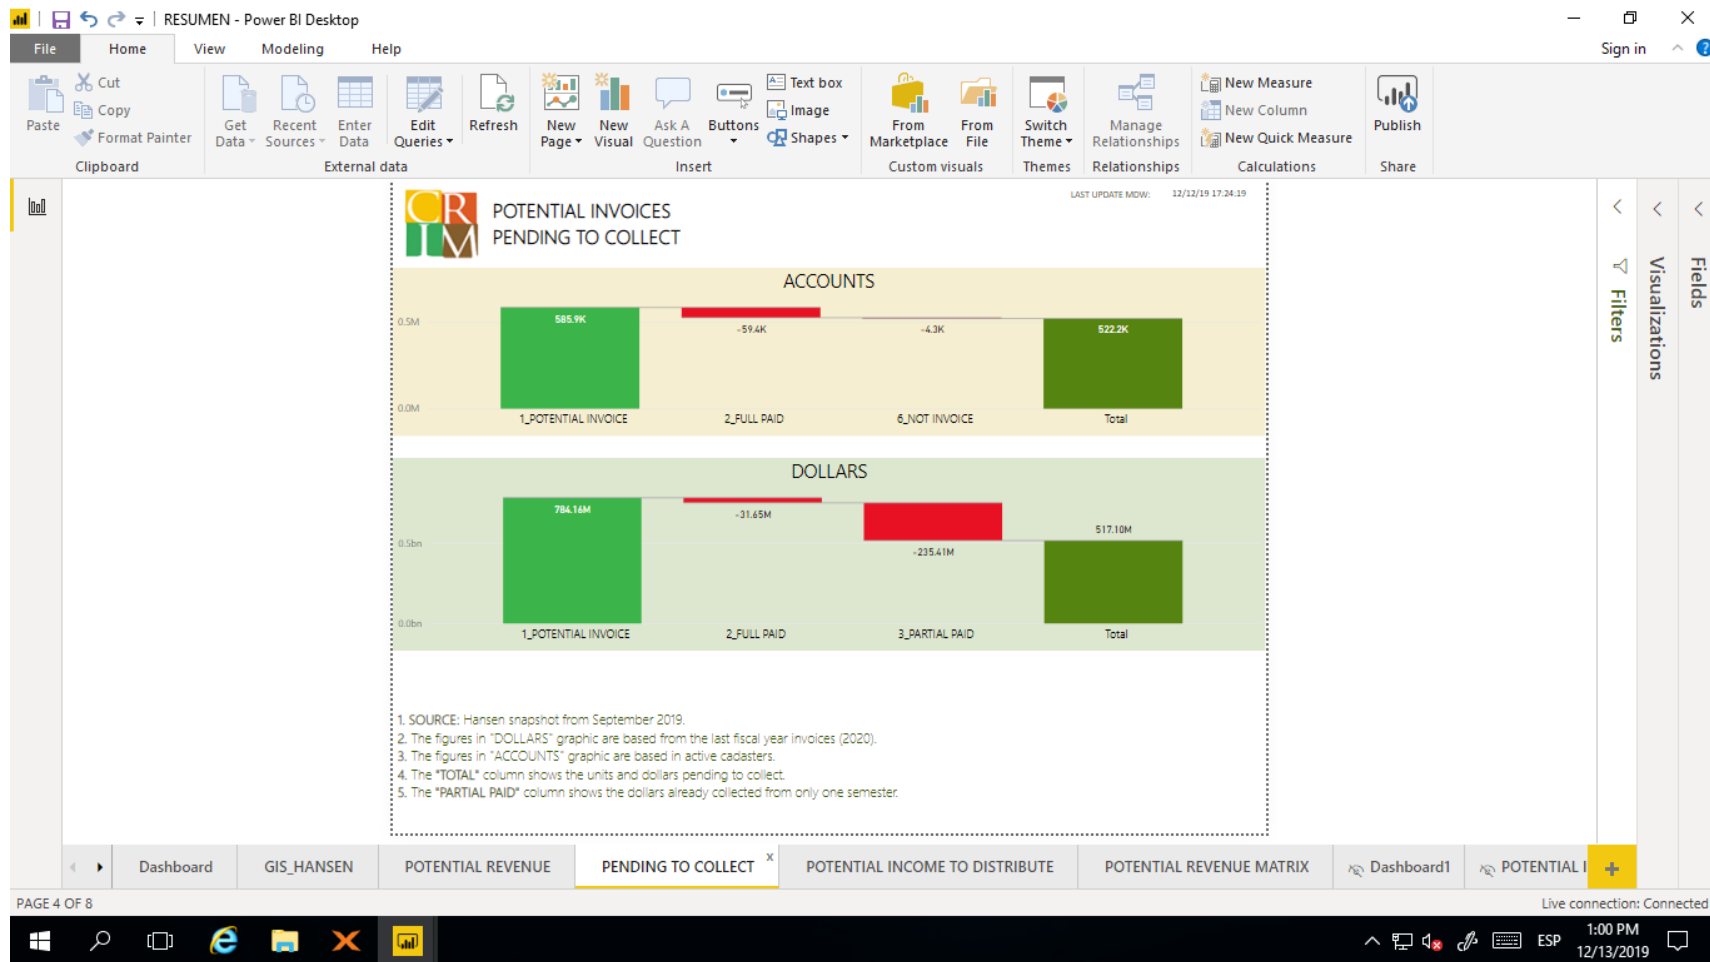 RESUMEN - Power BI Desktop
File Home View Modeling Help Sign in
Paste
Cut
Copy
Format Painter
Clipboard
Get Data
Recent Sources
Enter Data
External data
Edit Queries
Refresh
New Page
New Visual
Ask A Question
Buttons
Text box
Image
Shapes
Insert
From Marketplace
From File
Custom visuals
Switch Theme
Themes
Manage Relationships
Relationships
New Measure
New Column
New Quick Measure
Calculations
Publish
Share
CRIM
POTENTIAL INVOICES
PENDING TO COLLECT
LAST UPDATE MDW: 12/12/19 17:24:19
ACCOUNTS
0.5M
585.9K
-59.4K
-4.3K
522.2K
0.0M
1_POTENTIAL INVOICE 2_FULL PAID 6_NOT INVOICE Total
DOLLARS
784.16M
-31.65M
517.10M
0.5bn
-235.41M
0.0bn
1_POTENTIAL INVOICE 2_FULL PAID 3_PARTIAL PAID Total
1. SOURCE: Hansen snapshot from September 2019.
2. The figures in "DOLLARS" graphic are based from the last fiscal year invoices (2020).
3. The figures in "ACCOUNTS" graphic are based in active cadasters.
4. The "TOTAL" column shows the units and dollars pending to collect.
5. The "PARTIAL PAID" column shows the dollars already collected from only one semester.
Filters
Visualizations
Fields
Dashboard GIS_HANSEN POTENTIAL REVENUE PENDING TO COLLECT x POTENTIAL INCOME TO DISTRIBUTE POTENTIAL REVENUE MATRIX Dashboard1 POTENTIAL I +
PAGE 4 OF 8 Live connection: Connected
ESP
1:00 PM
12/13/2019